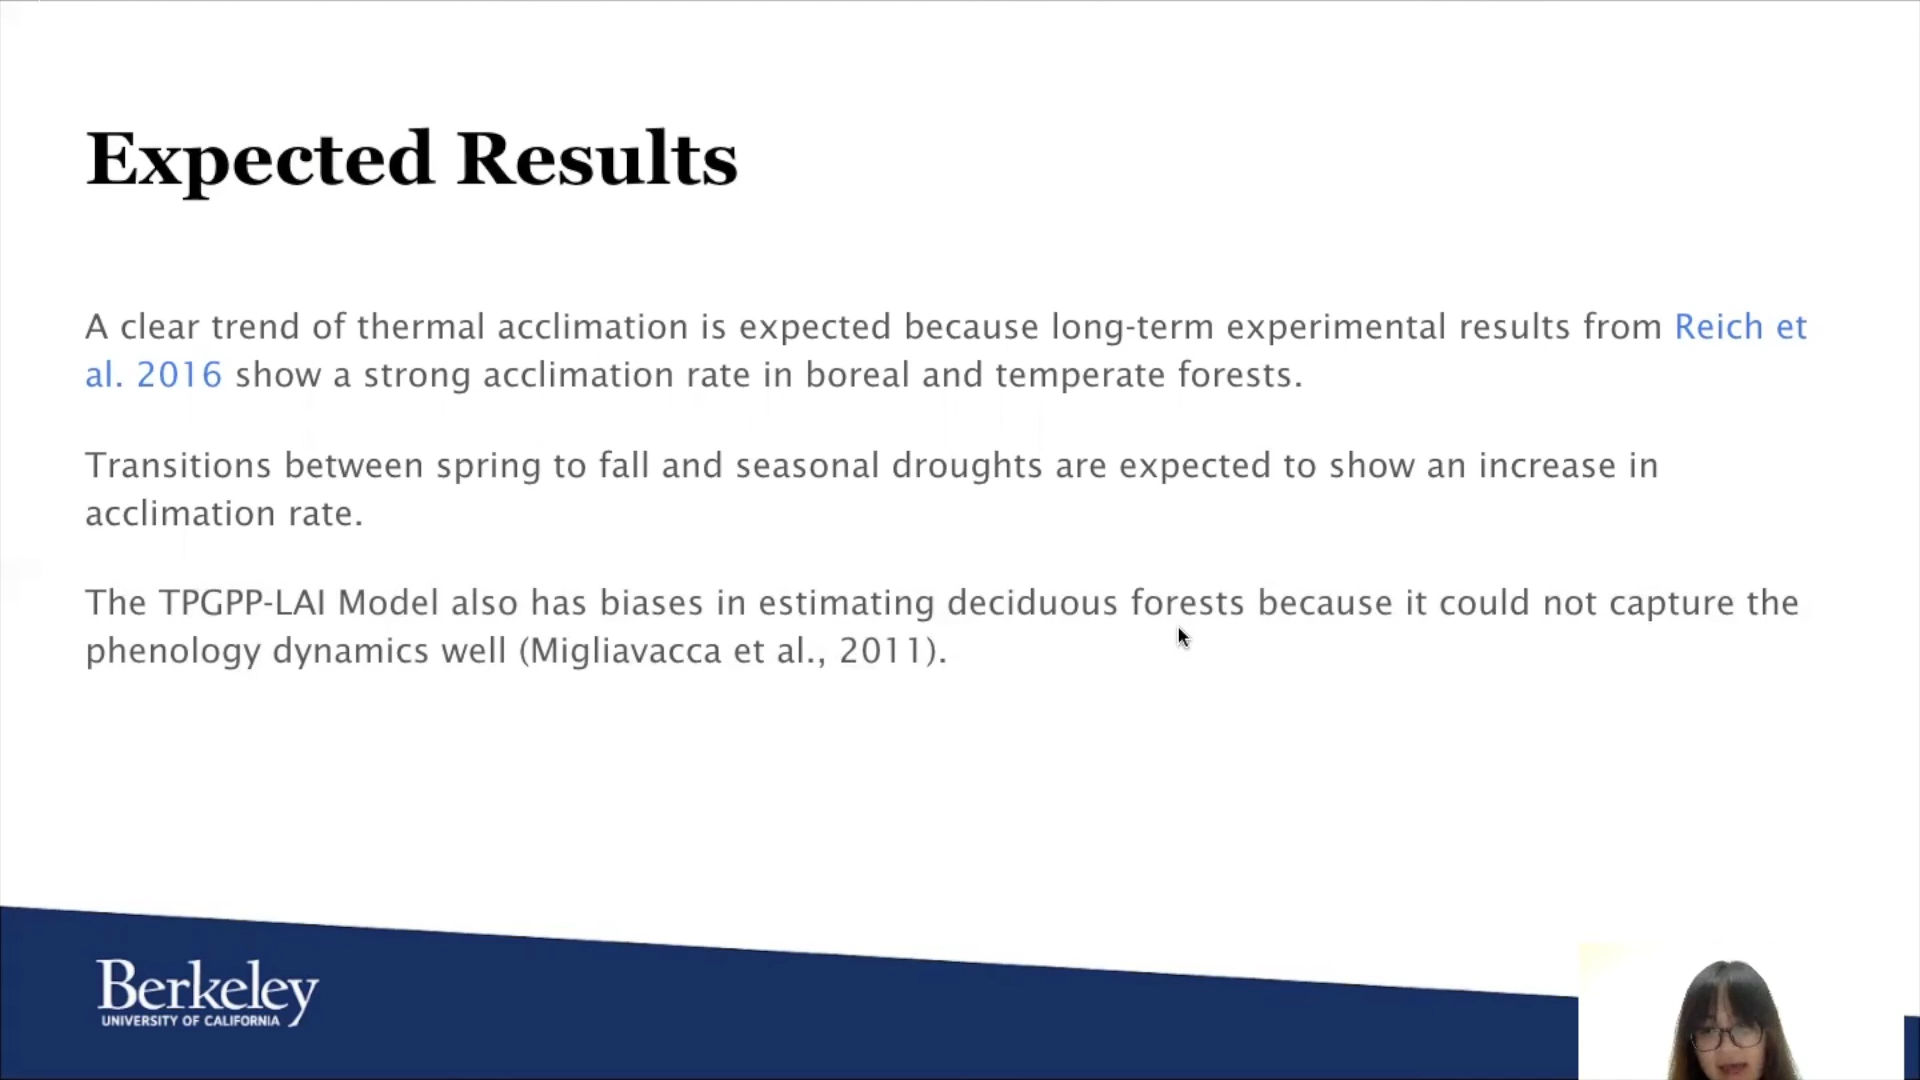 Expected Results
A clear trend of thermal acclimation is expected because long-term experimental results from Reich et
al. 2016 show a strong acclimation rate in boreal and temperate forests.
Transitions between spring to fall and seasonal droughts are expected to show an increase in
acclimation rate.
The TPGPP-LAI Model also has biases in estimating deciduous forests because it could not capture the
phenology dynamics well (Migliavacca et al., 2011).
Berkeley
UNIVERSITY OF CALIFORNIA